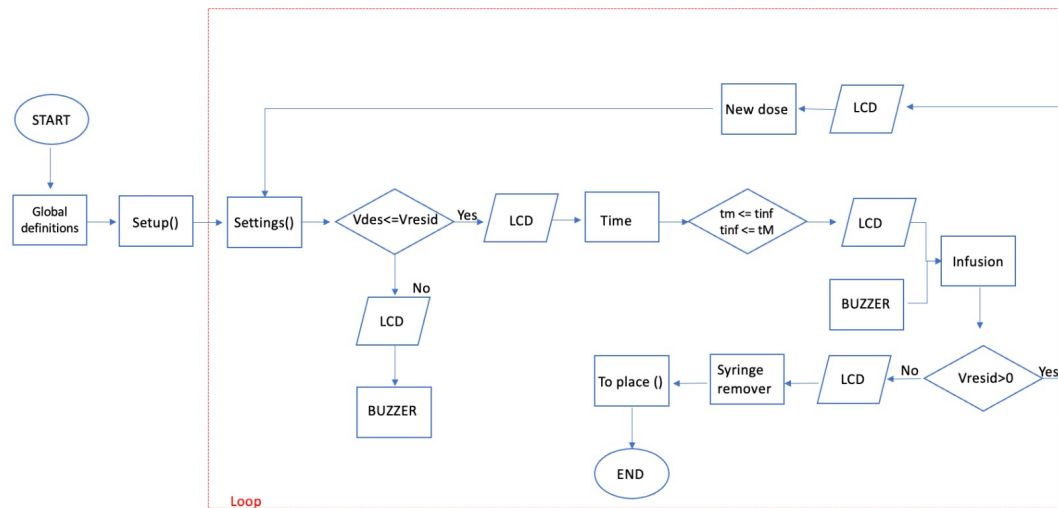 START
Global
definitions
Setup()
Settings()
Vdes<=Vresid
Yes
LCD
Time
tm <= tinf
tinf <= tM
LCD
BUZZER
Infusion
New dose
LCD
No
LCD
BUZZER
Vresid>0
Yes
No
LCD
Syringe
remover
To place ()
END
Loop